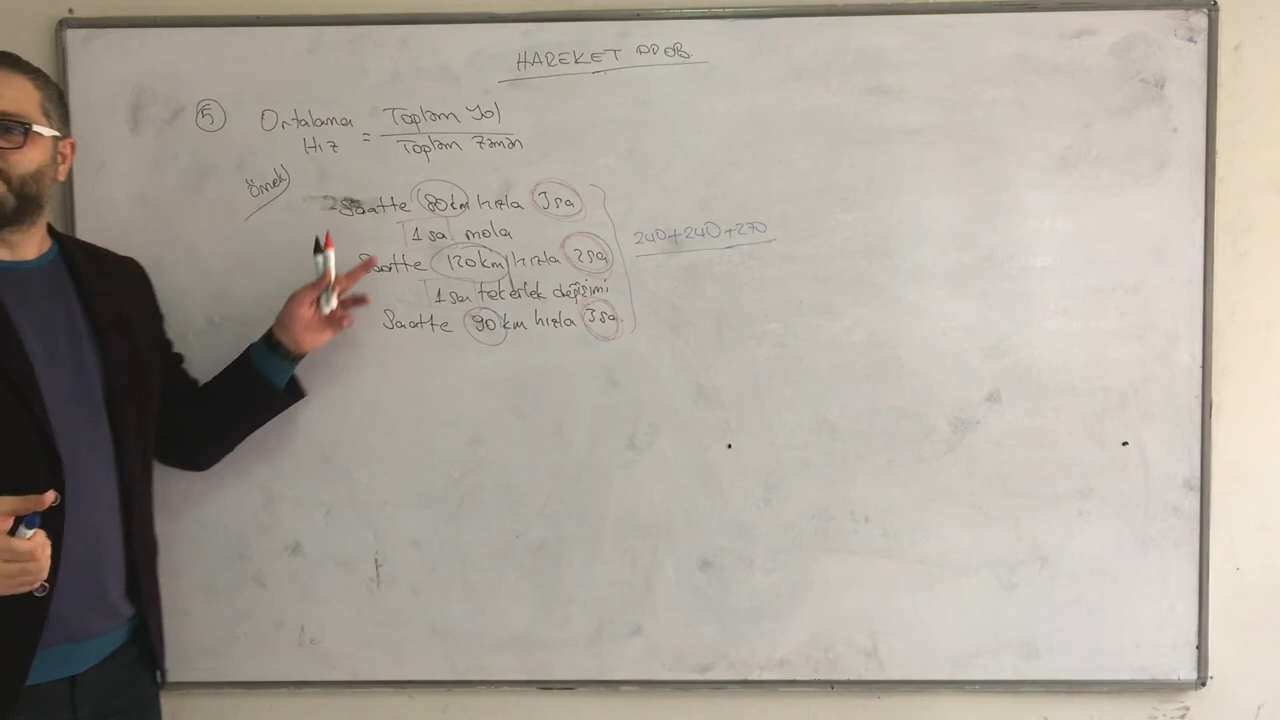 HAREKET PROB.
5 Ortalama Hız = Toplam Yol / Toplam Zaman
Örnek
Saatte 80 km hızla 3 sa
1 sa mola
Saatte 120 km hızla 2 sa
1 sa tekerlek değişimi
Saatte 90 km hızla 3 sa.
240+240+270